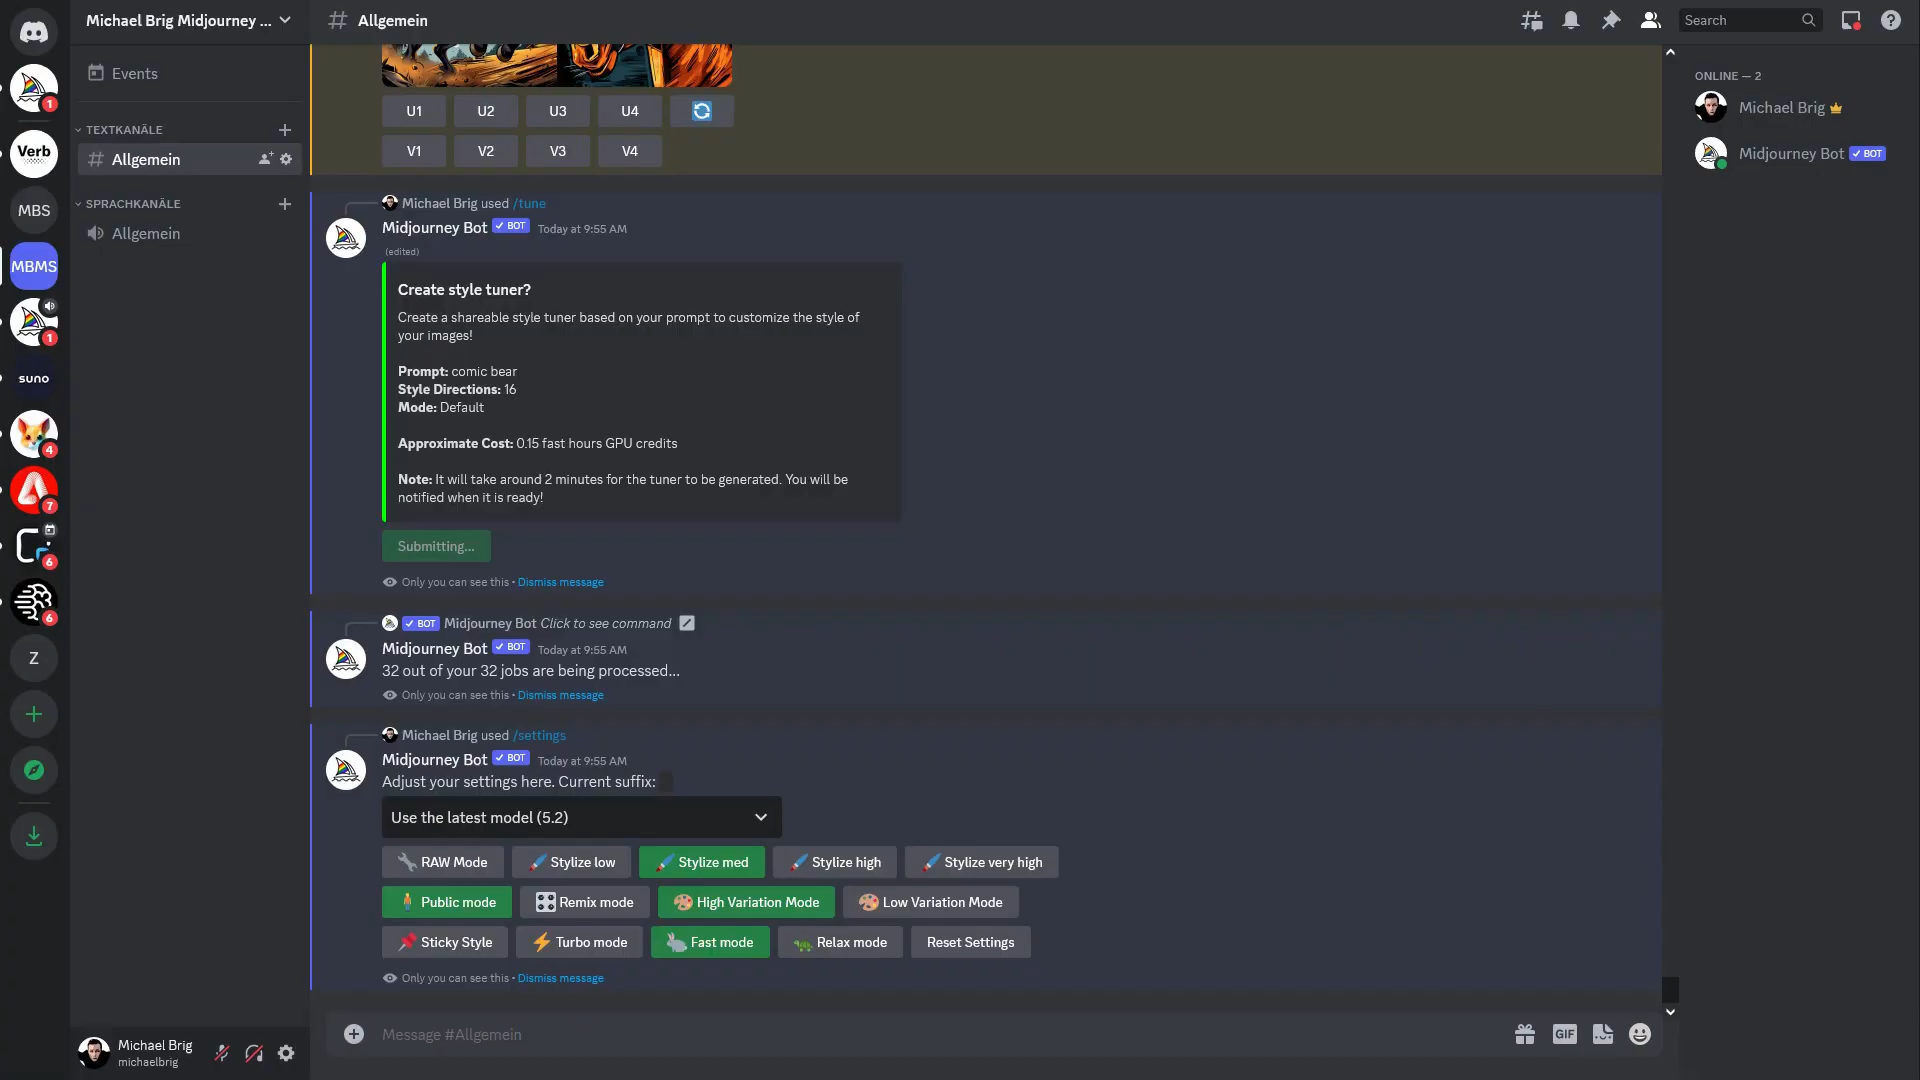 Michael Brig Midjourney ...
Allgemein
Search
1
Events
U1 U2 U3 U4
ONLINE — 2
Michael Brig
TEXTKANÄLE
Verb
Allgemein
V1 V2 V3 V4
Midjourney Bot BOT
MBS
SPRACHKANÄLE
Michael Brig used /tune
Allgemein
Midjourney Bot BOT Today at 9:55 AM
(edited)
MBMS
Create style tuner?
Create a shareable style tuner based on your prompt to customize the style of
your images!
1
suno
Prompt: comic bear
Style Directions: 16
Mode: Default
4
Approximate Cost: 0.15 fast hours GPU credits
7
Note: It will take around 2 minutes for the tuner to be generated. You will be
notified when it is ready!
6
Submitting...
Only you can see this • Dismiss message
6
BOT Midjourney Bot Click to see command
Z
Midjourney Bot BOT Today at 9:55 AM
32 out of your 32 jobs are being processed...
Only you can see this • Dismiss message
Michael Brig used /settings
Midjourney Bot BOT Today at 9:55 AM
Adjust your settings here. Current suffix:
Use the latest model (5.2)
RAW Mode Stylize low Stylize med Stylize high Stylize very high
Public mode Remix mode High Variation Mode Low Variation Mode
Sticky Style Turbo mode Fast mode Relax mode Reset Settings
Only you can see this • Dismiss message
Message #Allgemein
GIF
Michael Brig
michaelbrig